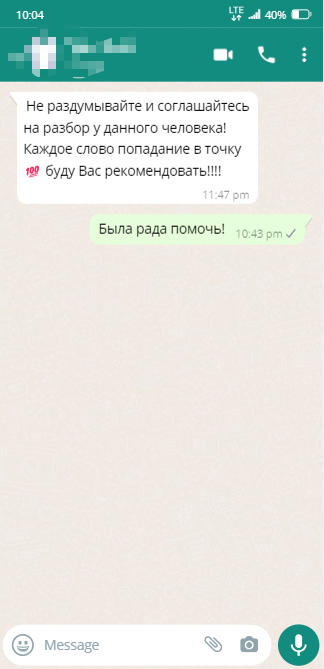 10:04
LTE
40%
Не раздумывайте и соглашайтесь
на разбор у данного человека!
Каждое слово попадание в точку
💯 буду Вас рекомендовать!!!!
11:47 pm
Была рада помочь!
10:43 pm
Message